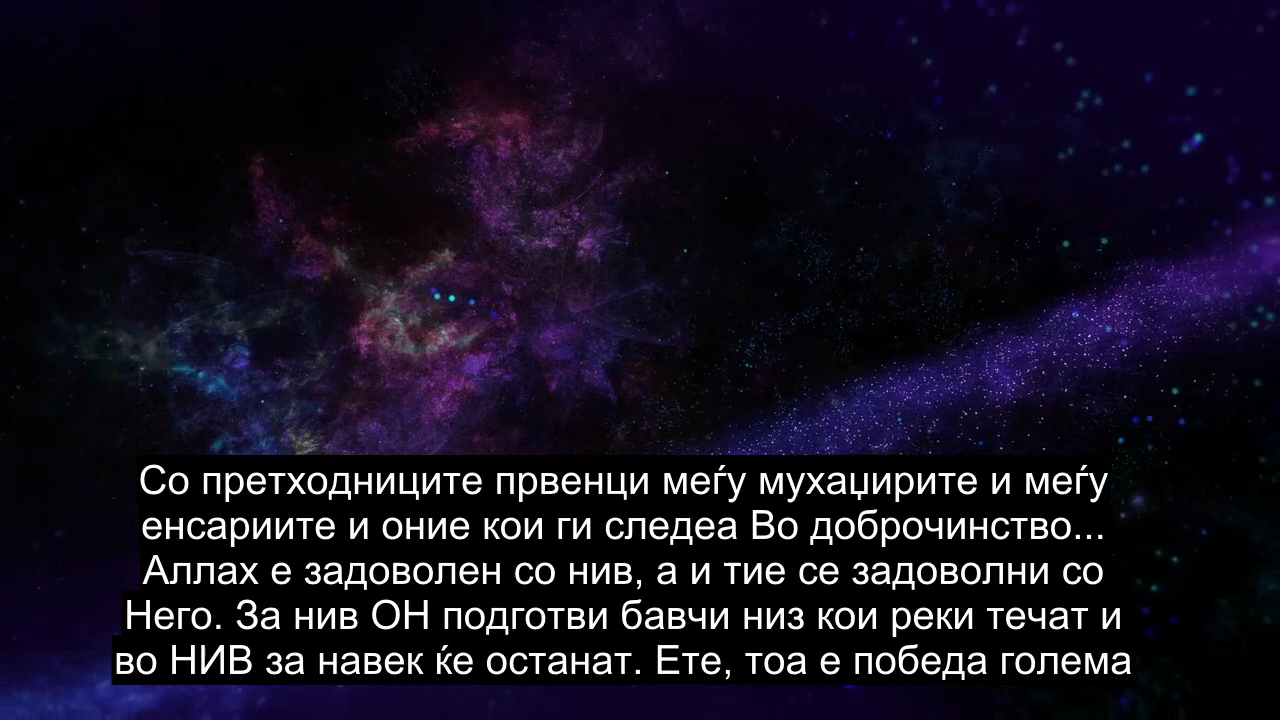 Со претходниците првенци меѓу мухаџирите и меѓу
енсариите и оние кои ги следеа Во доброчинство...
Аллах е задоволен со нив, а и тие се задоволни со
Него. За нив ОН подготви бавчи низ кои реки течат и
во НИВ за навек ќе останат. Ете, тоа е победа голема